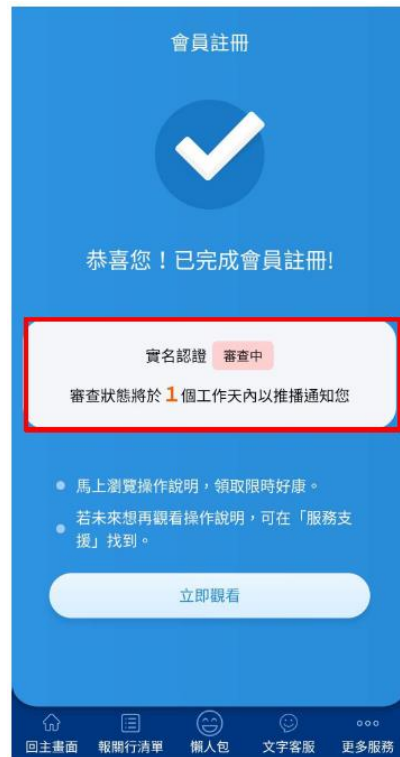 會員註冊
恭喜您！已完成會員註冊!
實名認證 審查中
審查狀態將於 1 個工作天內以推播通知您
馬上瀏覽操作說明，領取限時好康。
若未來想再觀看操作說明，可在「服務支
援」找到。
立即觀看
回主畫面 報關行清單 懶人包 文字客服 更多服務